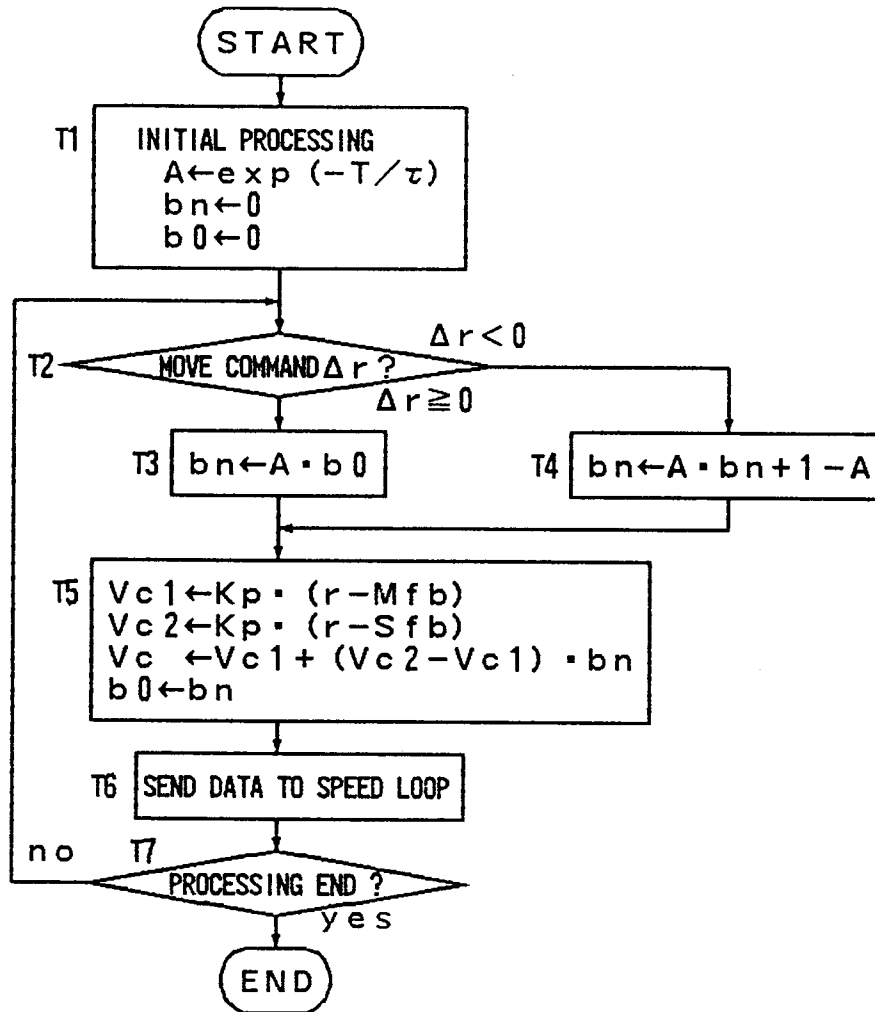 START
T1
INITIAL PROCESSING
A←exp (-T/τ)
bn←0
b0←0
Δr<0
T2
MOVE COMMAND Δr ?
Δr≧0
T3
bn←A・b0
T4
bn←A・bn+1-A
T5
Vc1←Kp・(r-Mfb)
Vc2←Kp・(r-Sfb)
Vc ←Vc1+(Vc2-Vc1)・bn
b0←bn
T6
SEND DATA TO SPEED LOOP
no
T7
PROCESSING END ?
yes
END